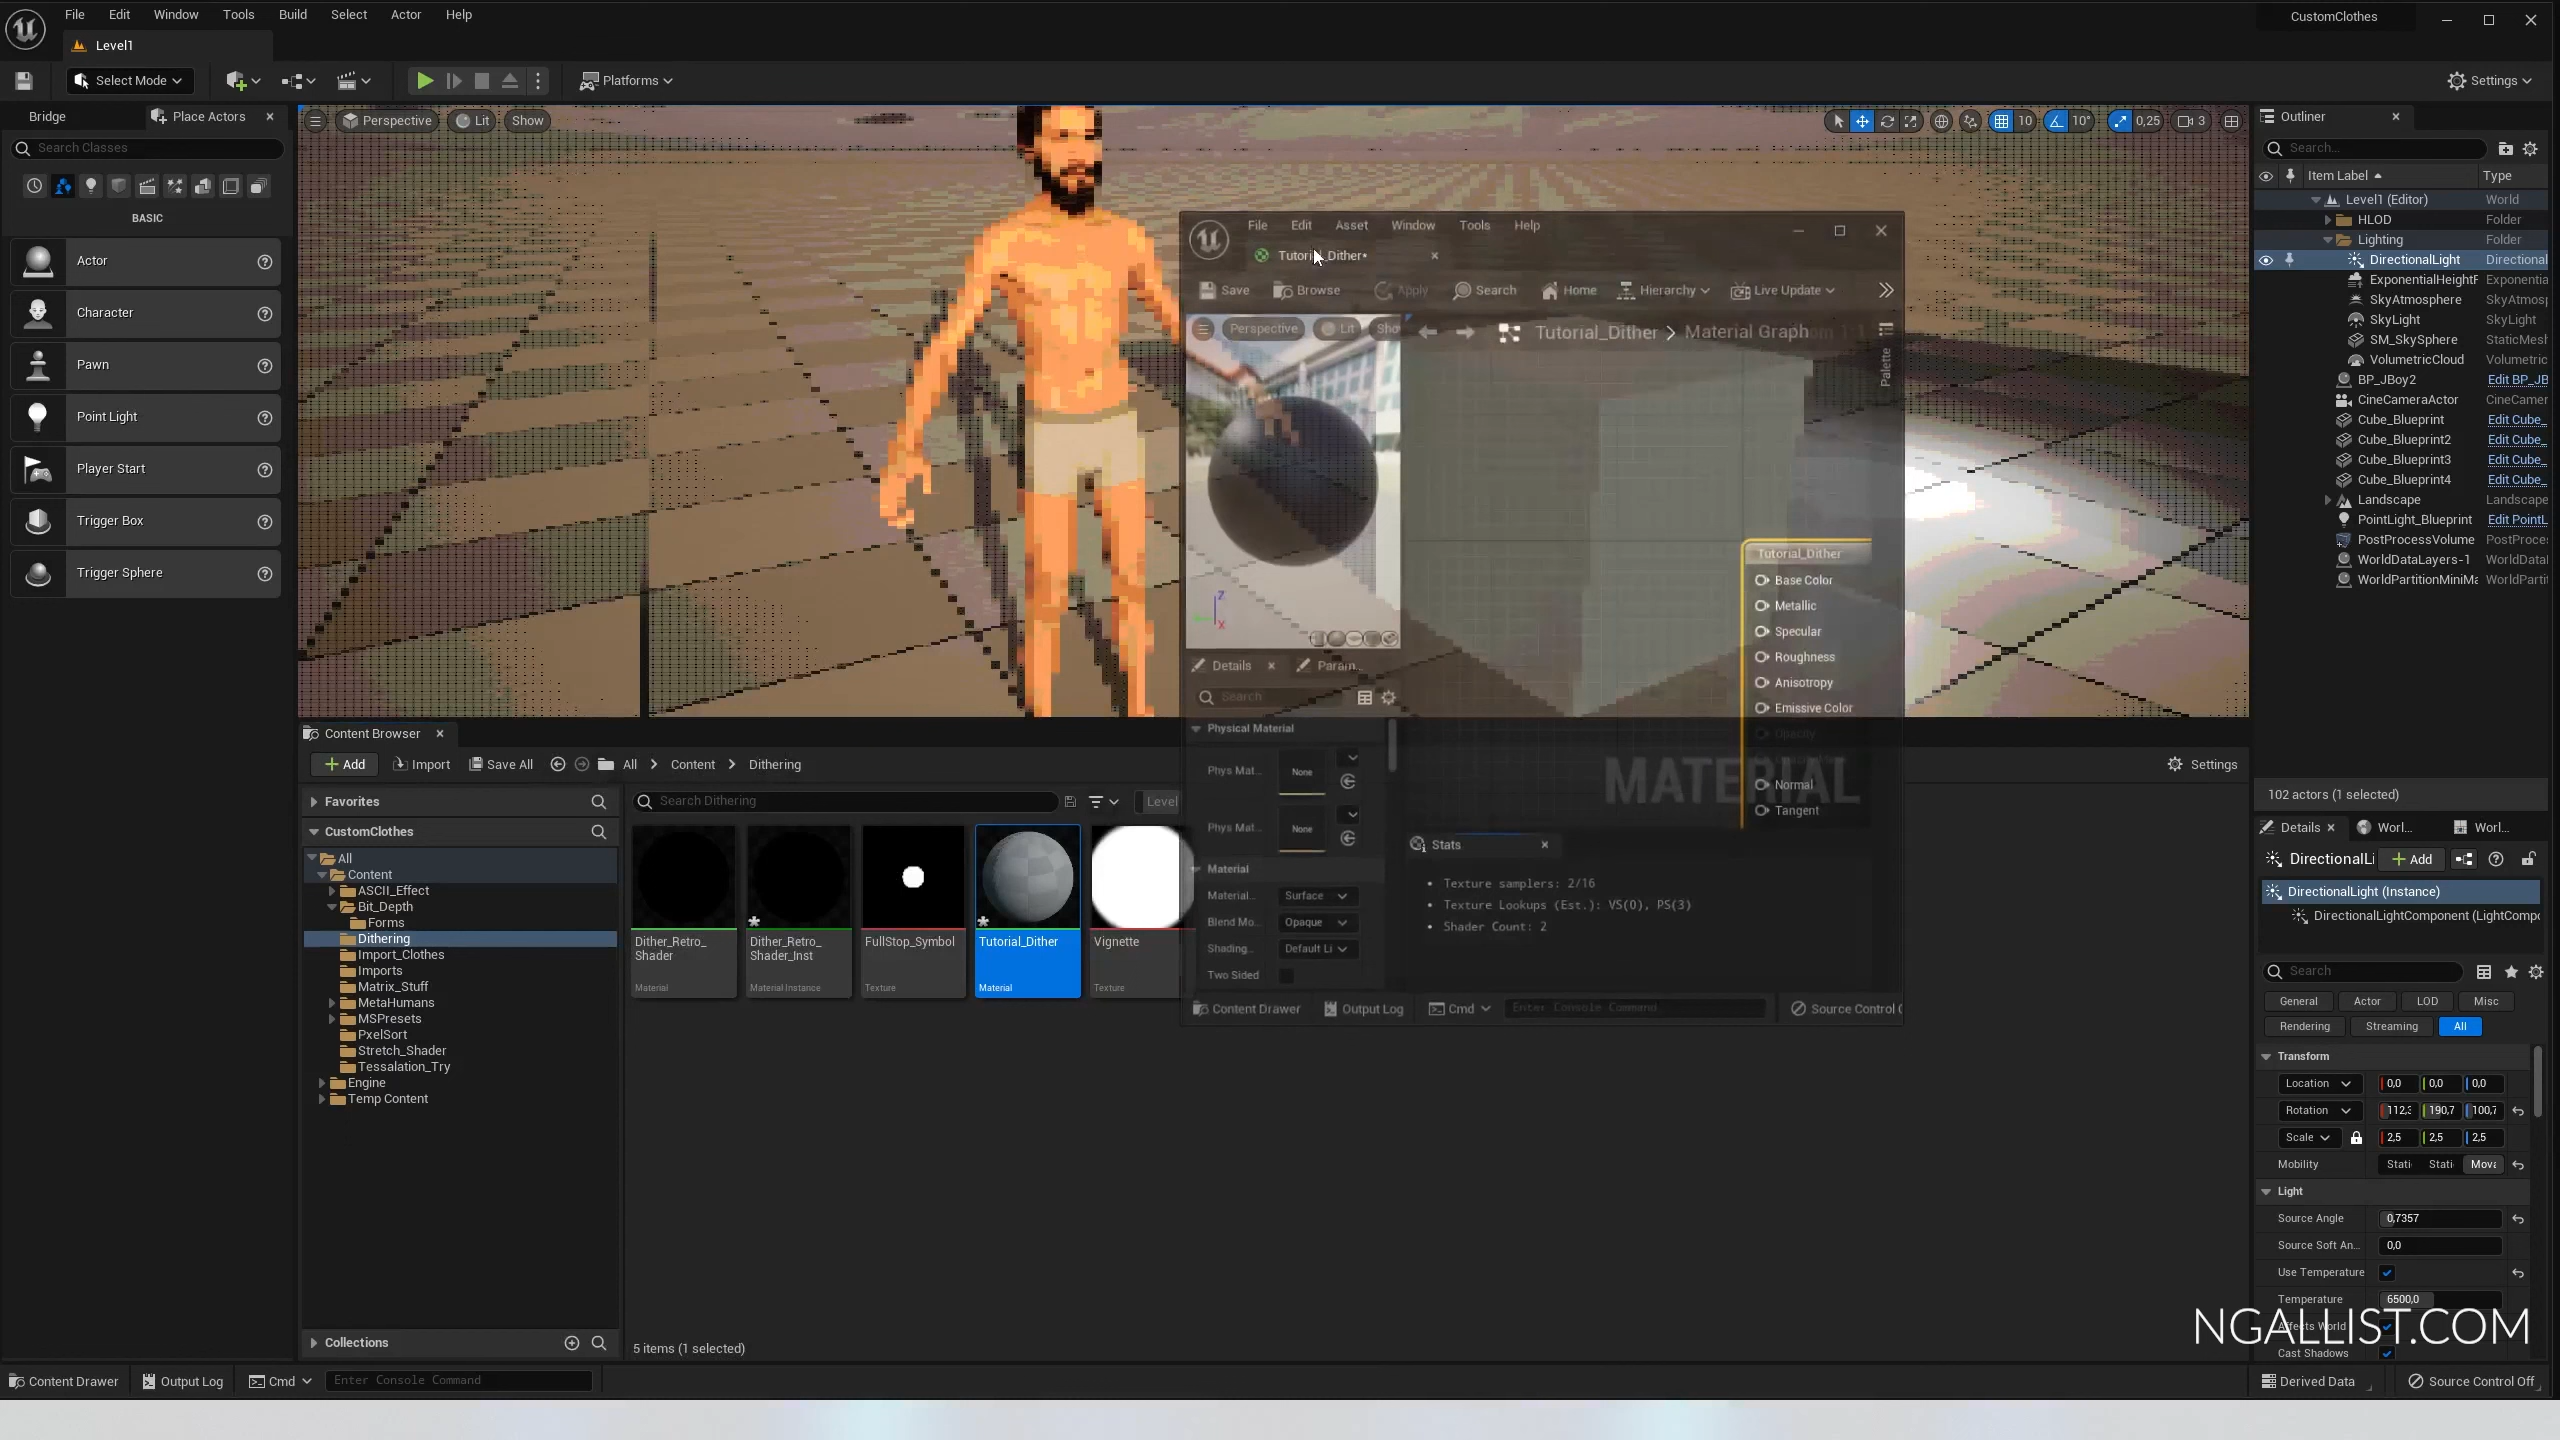 File Edit Window Tools Build Select Actor Help
CustomClothes
Level1
Select Mode
Platforms
Settings
Bridge
Place Actors
Search Classes
BASIC
Actor
Character
Pawn
Point Light
Player Start
Trigger Box
Trigger Sphere
Perspective Lit Show
10 10° 0,25 3
File Edit Asset Window Tools Help
Tutorial_Dither*
Save Browse Apply Search Home Hierarchy Live Update
Perspective Lit Sho
Tutorial_Dither > Material Graph
Palette
Z
X
Tutorial_Dither
Base Color
Metallic
Specular
Roughness
Anisotropy
Emissive Color
Opacity
Normal
Tangent
MATERIAL
Details Param...
Search
Physical Material
Phys Mat... None
Phys Mat... None
Material
Material... Surface
Blend Mo... Opaque
Shading... Default Li
Two Sided
Stats
Texture samplers: 2/16
Texture Lookups (Est.): VS(0), PS(3)
Shader Count: 2
Content Drawer Output Log Cmd Enter Console Command Source Control
Content Browser
Add Import Save All All > Content > Dithering
Settings
Favorites
Search Dithering
Level
CustomClothes
All
Content
ASCII_Effect
Bit_Depth
Forms
Dithering
Import_Clothes
Imports
Matrix_Stuff
MetaHumans
MSPresets
PxelSort
Stretch_Shader
Tessalation_Try
Engine
Temp Content
Collections
Dither_Retro_
Shader
Material
Dither_Retro_
Shader_Inst
Material Instance
FullStop_Symbol
Texture
Tutorial_Dither
Material
Vignette
Texture
5 items (1 selected)
Outliner
Search...
Item Label Type
Level1 (Editor) World
HLOD Folder
Lighting Folder
DirectionalLight Directional
ExponentialHeightF Exponentia
SkyAtmosphere SkyAtmosp
SkyLight SkyLight
SM_SkySphere StaticMesh
VolumetricCloud Volumetric
BP_JBoy2 Edit BP_JB
CineCameraActor CineCamer
Cube_Blueprint Edit Cube_
Cube_Blueprint2 Edit Cube_
Cube_Blueprint3 Edit Cube_
Cube_Blueprint4 Edit Cube_
Landscape Landscape
PointLight_Blueprint Edit PointL
PostProcessVolume PostProce
WorldDataLayers-1 WorldData
WorldPartitionMiniMa WorldParti
102 actors (1 selected)
Details Worl... Worl...
DirectionalLi Add
DirectionalLight (Instance)
DirectionalLightComponent (LightCompo
Search
General Actor LOD Misc
Rendering Streaming All
Transform
Location 0,0 0,0 0,0
Rotation 112,3 190,7 100,7
Scale 2,5 2,5 2,5
Mobility Stati Stati Mova
Light
Source Angle 0,7357
Source Soft An... 0,0
Use Temperature
Temperature 6500,0
Affects World
Cast Shadows
NGALLIST.COM
Content Drawer Output Log Cmd Enter Console Command
Derived Data Source Control Off